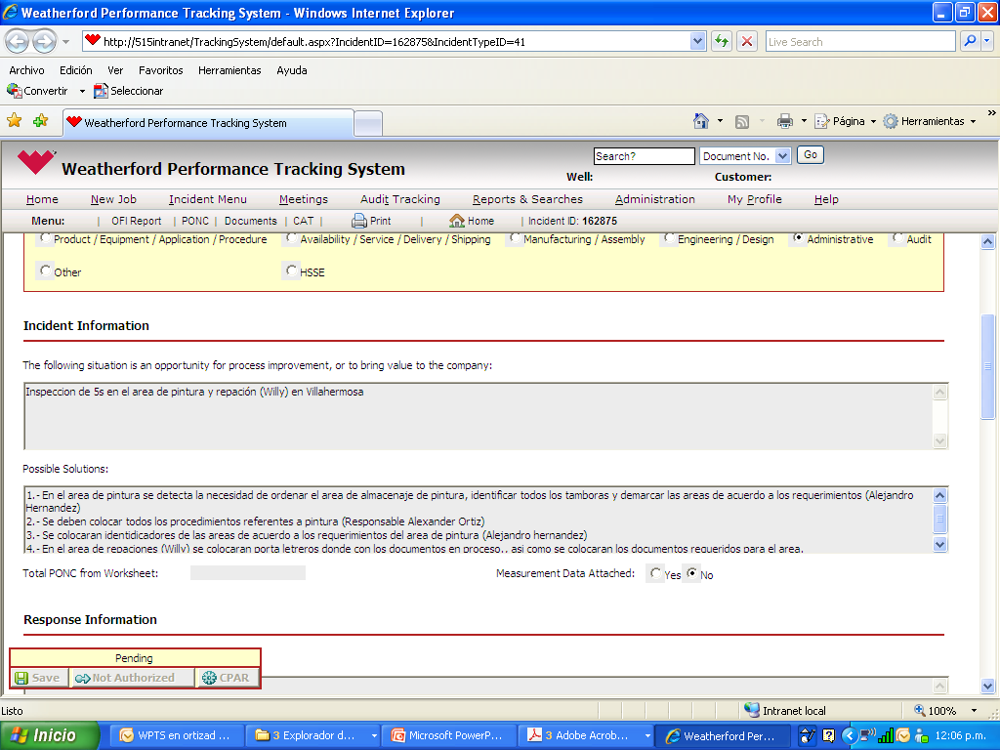 Weatherford Performance Tracking System - Windows Internet Explorer
http://515intranet/TrackingSystem/default.aspx?IncidentID=162875&IncidentTypeID=41
Live Search
Archivo Edición Ver Favoritos Herramientas Ayuda
Convertir Seleccionar
Weatherford Performance Tracking System
Página Herramientas »
Weatherford Performance Tracking System
Search? Document No. Go
Well: Customer:
Home New Job Incident Menu Meetings Audit Tracking Reports & Searches Administration My Profile Help
Menu: | OFI Report | PONC | Documents | CAT | Print | Home | Incident ID: 162875
Product / Equipment / Application / Procedure Availability / Service / Delivery / Shipping Manufacturing / Assembly Engineering / Design Administrative Audit
Other HSSE
Incident Information
The following situation is an opportunity for process improvement, or to bring value to the company:
Inspeccion de 5s en el area de pintura y repación (Willy) en Villahermosa
Possible Solutions:
1.- En el area de pintura se detecta la necesidad de ordenar el area de almacenaje de pintura, identificar todos los tamboras y demarcar las areas de acuerdo a los requerimientos (Alejandro
Hernandez)
2.- Se deben colocar todos los procedimientos referentes a pintura (Responsable Alexander Ortiz)
3.- Se colocaran identidicadores de las areas de acuerdo a los requerimientos del area de pintura (Alejandro hernandez)
4.- En el area de repaciones (Willy) se colocaran porta letreros donde con los documentos en proceso., asi como se colocaran los documentos requeridos para el area.
Total PONC from Worksheet: Measurement Data Attached: Yes No
Response Information
Pending
Save Not Authorized CPAR
Listo Intranet local 100%
Inicio WPTS en ortizad ... 3 Explorador d... Microsoft PowerP... 3 Adobe Acrob... Weatherford Per... 12:06 p.m.